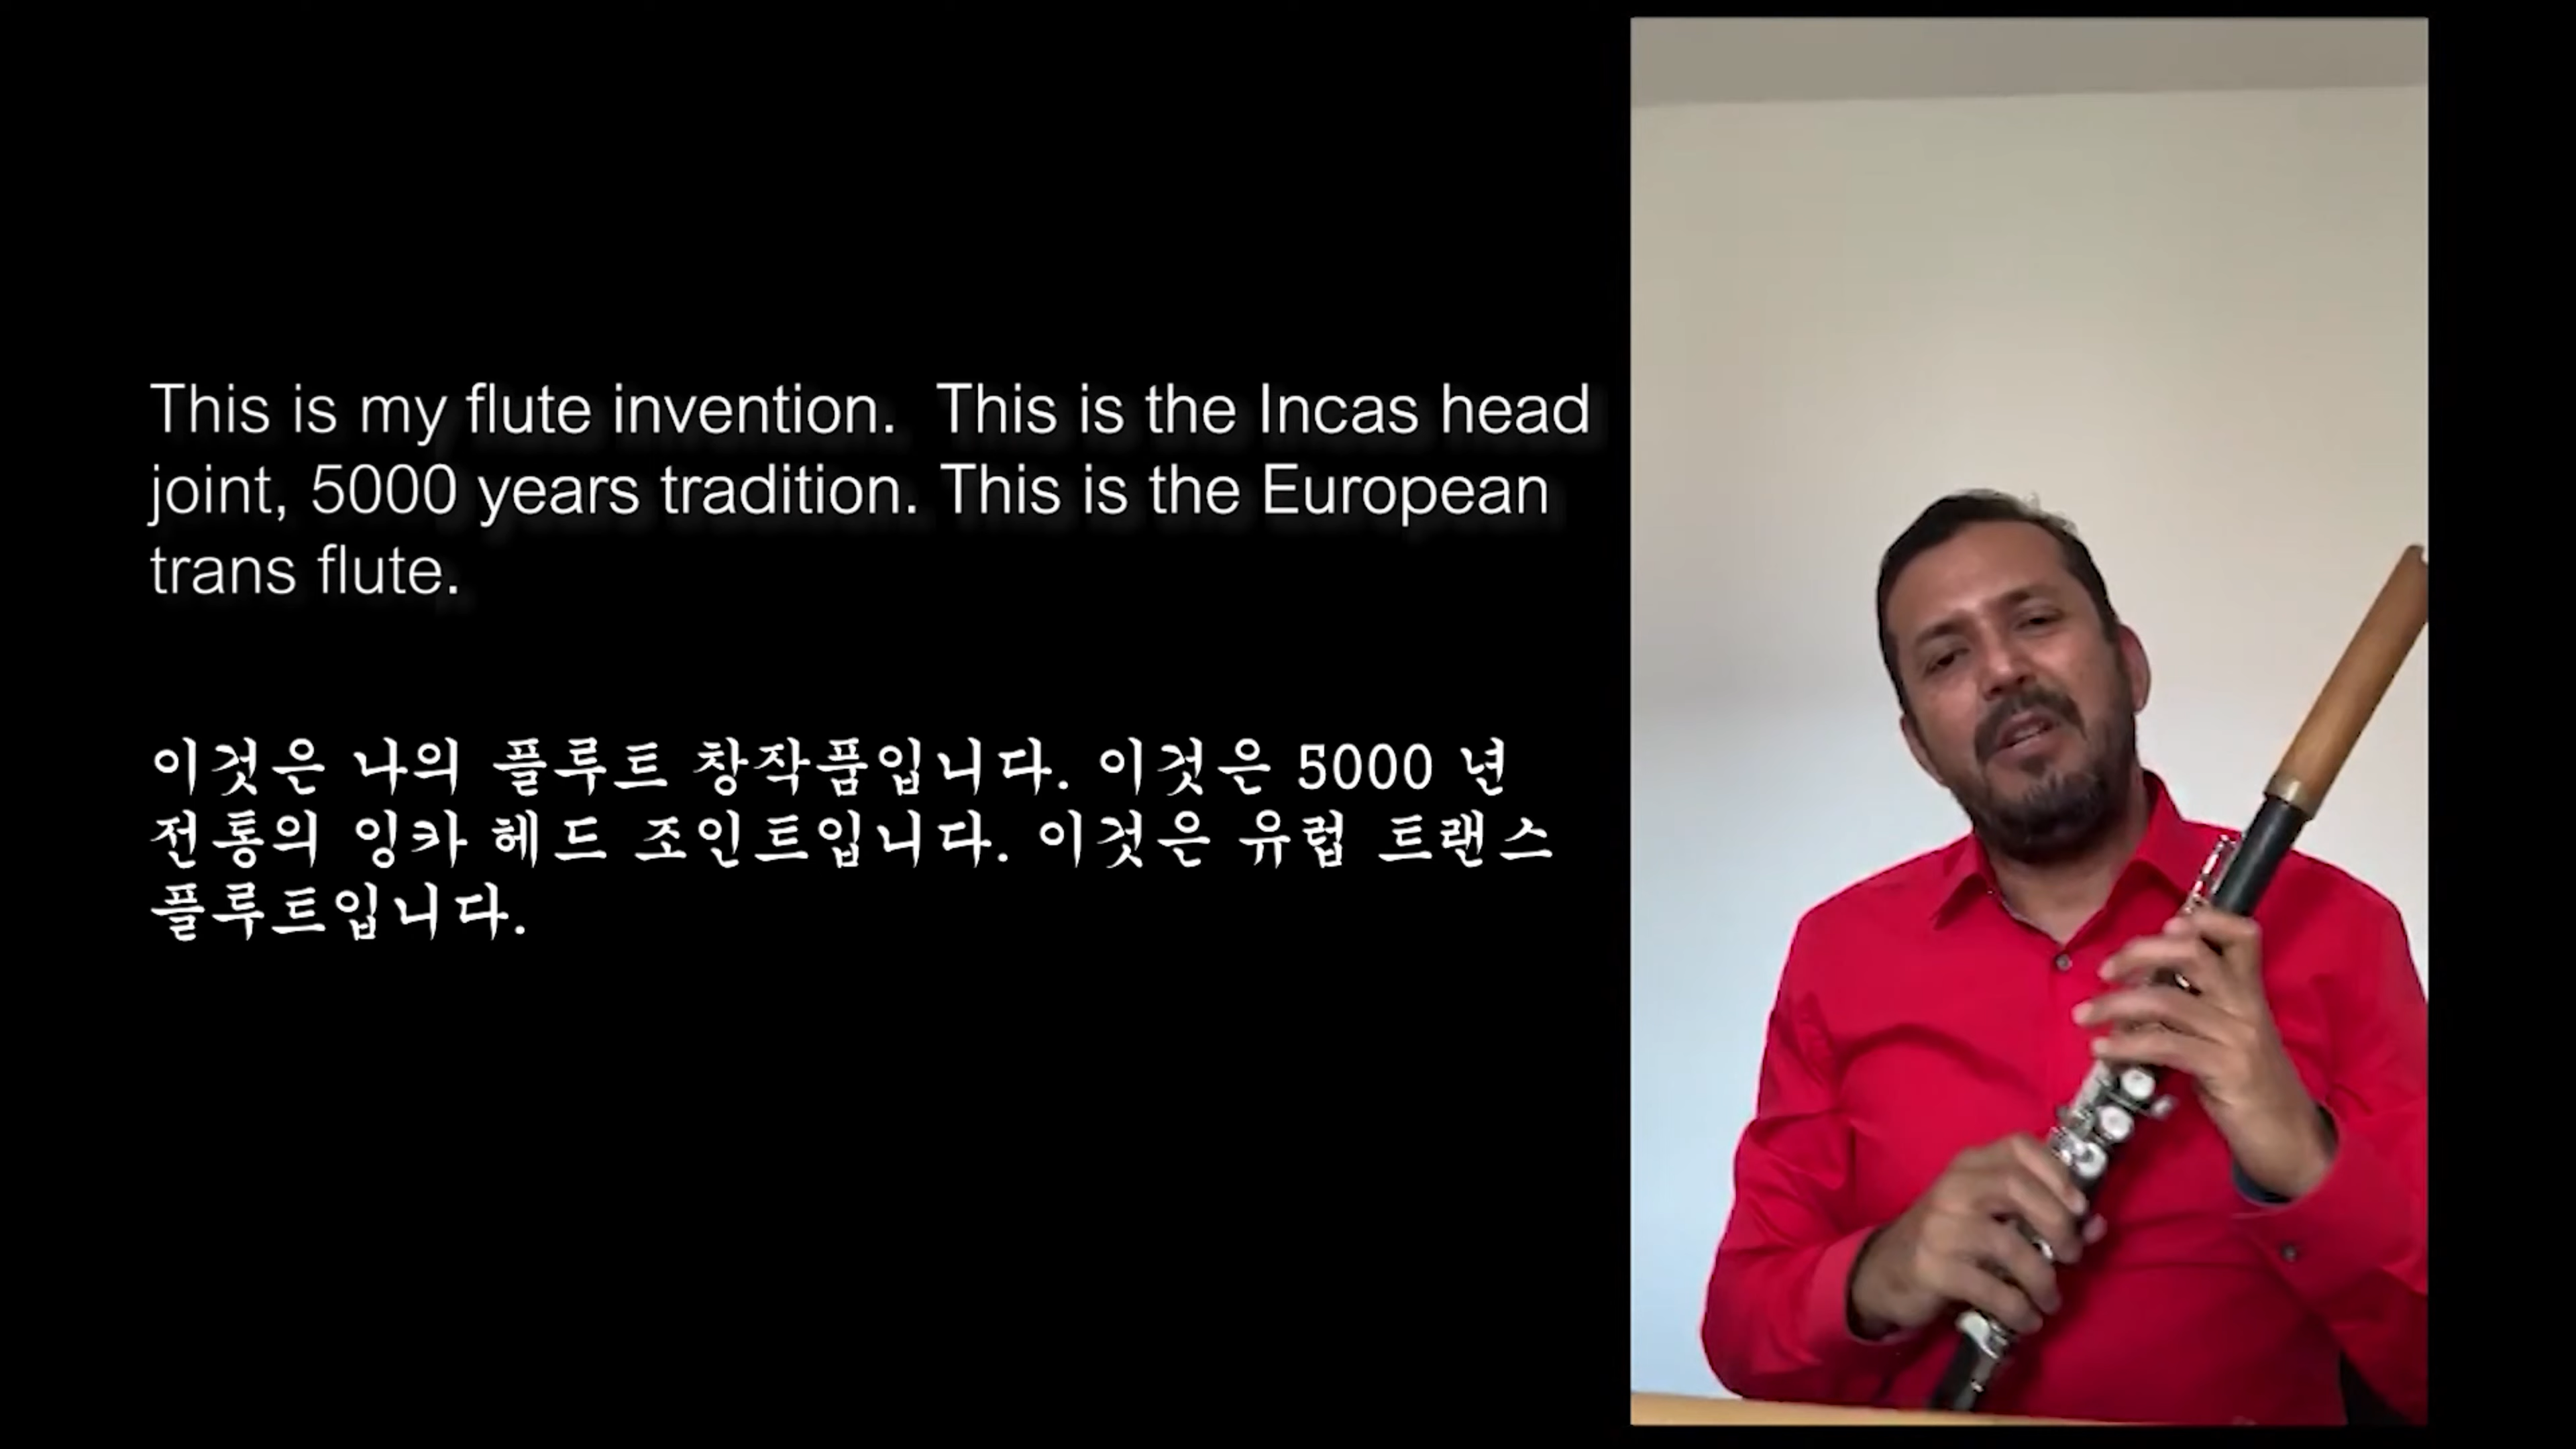 This is my flute invention.  This is the Incas head
joint, 5000 years tradition. This is the European
trans flute.
이것은 나의 플루트 창작품입니다. 이것은 5000 년
전통의 잉카 헤드 조인트입니다. 이것은 유럽 트랜스
플루트입니다.